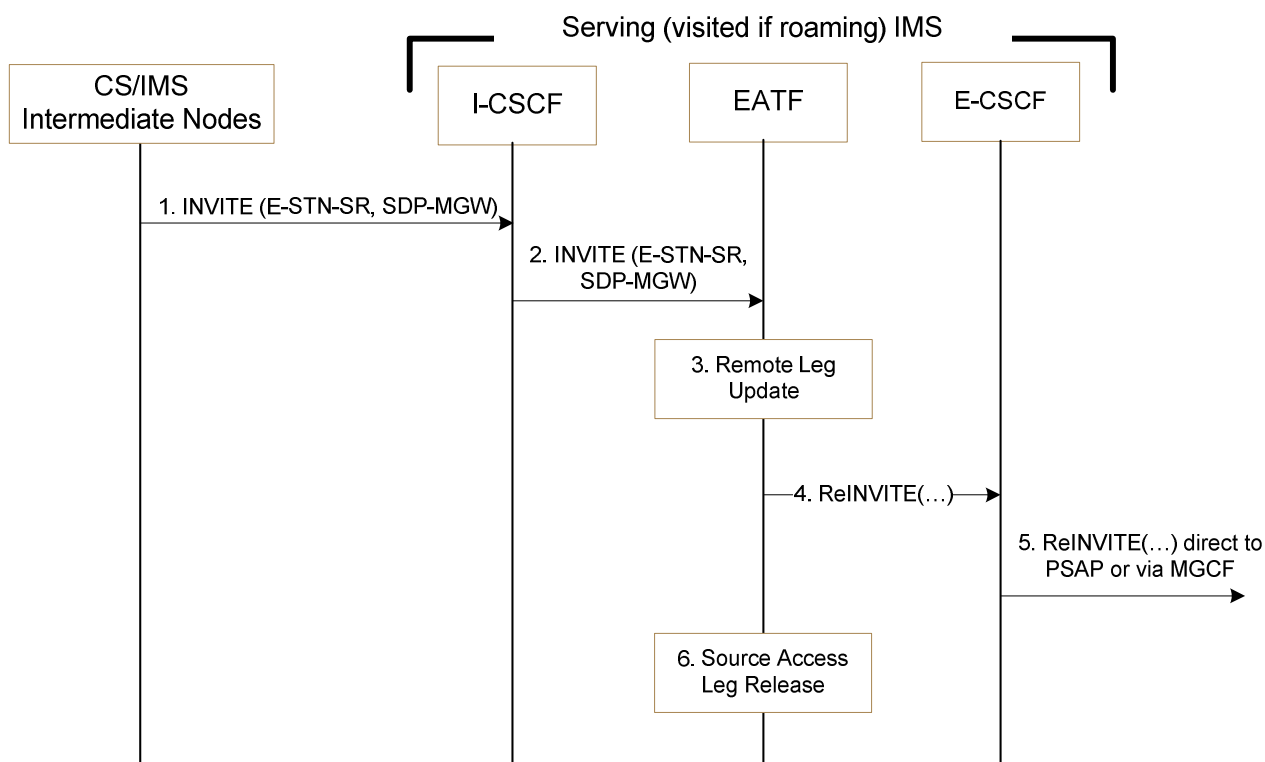 Serving (visited if roaming) IMS
CS/IMS
Intermediate Nodes
I-CSCF
EATF
E-CSCF
1. INVITE (E-STN-SR, SDP-MGW)
2. INVITE (E-STN-SR,
SDP-MGW)
3. Remote Leg
Update
4. ReINVITE(…)
5. ReINVITE(…) direct to
PSAP or via MGCF
6. Source Access
Leg Release